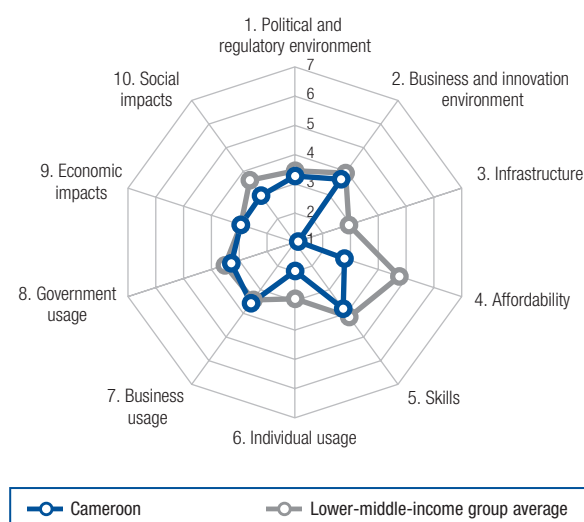 1. Political and
regulatory environment
2. Business and innovation
environment
3. Infrastructure
4. Affordability
5. Skills
6. Individual usage
7. Business
usage
8. Government
usage
9. Economic
impacts
10. Social
impacts
7
6
5
4
3
2
1
Cameroon
Lower-middle-income group average